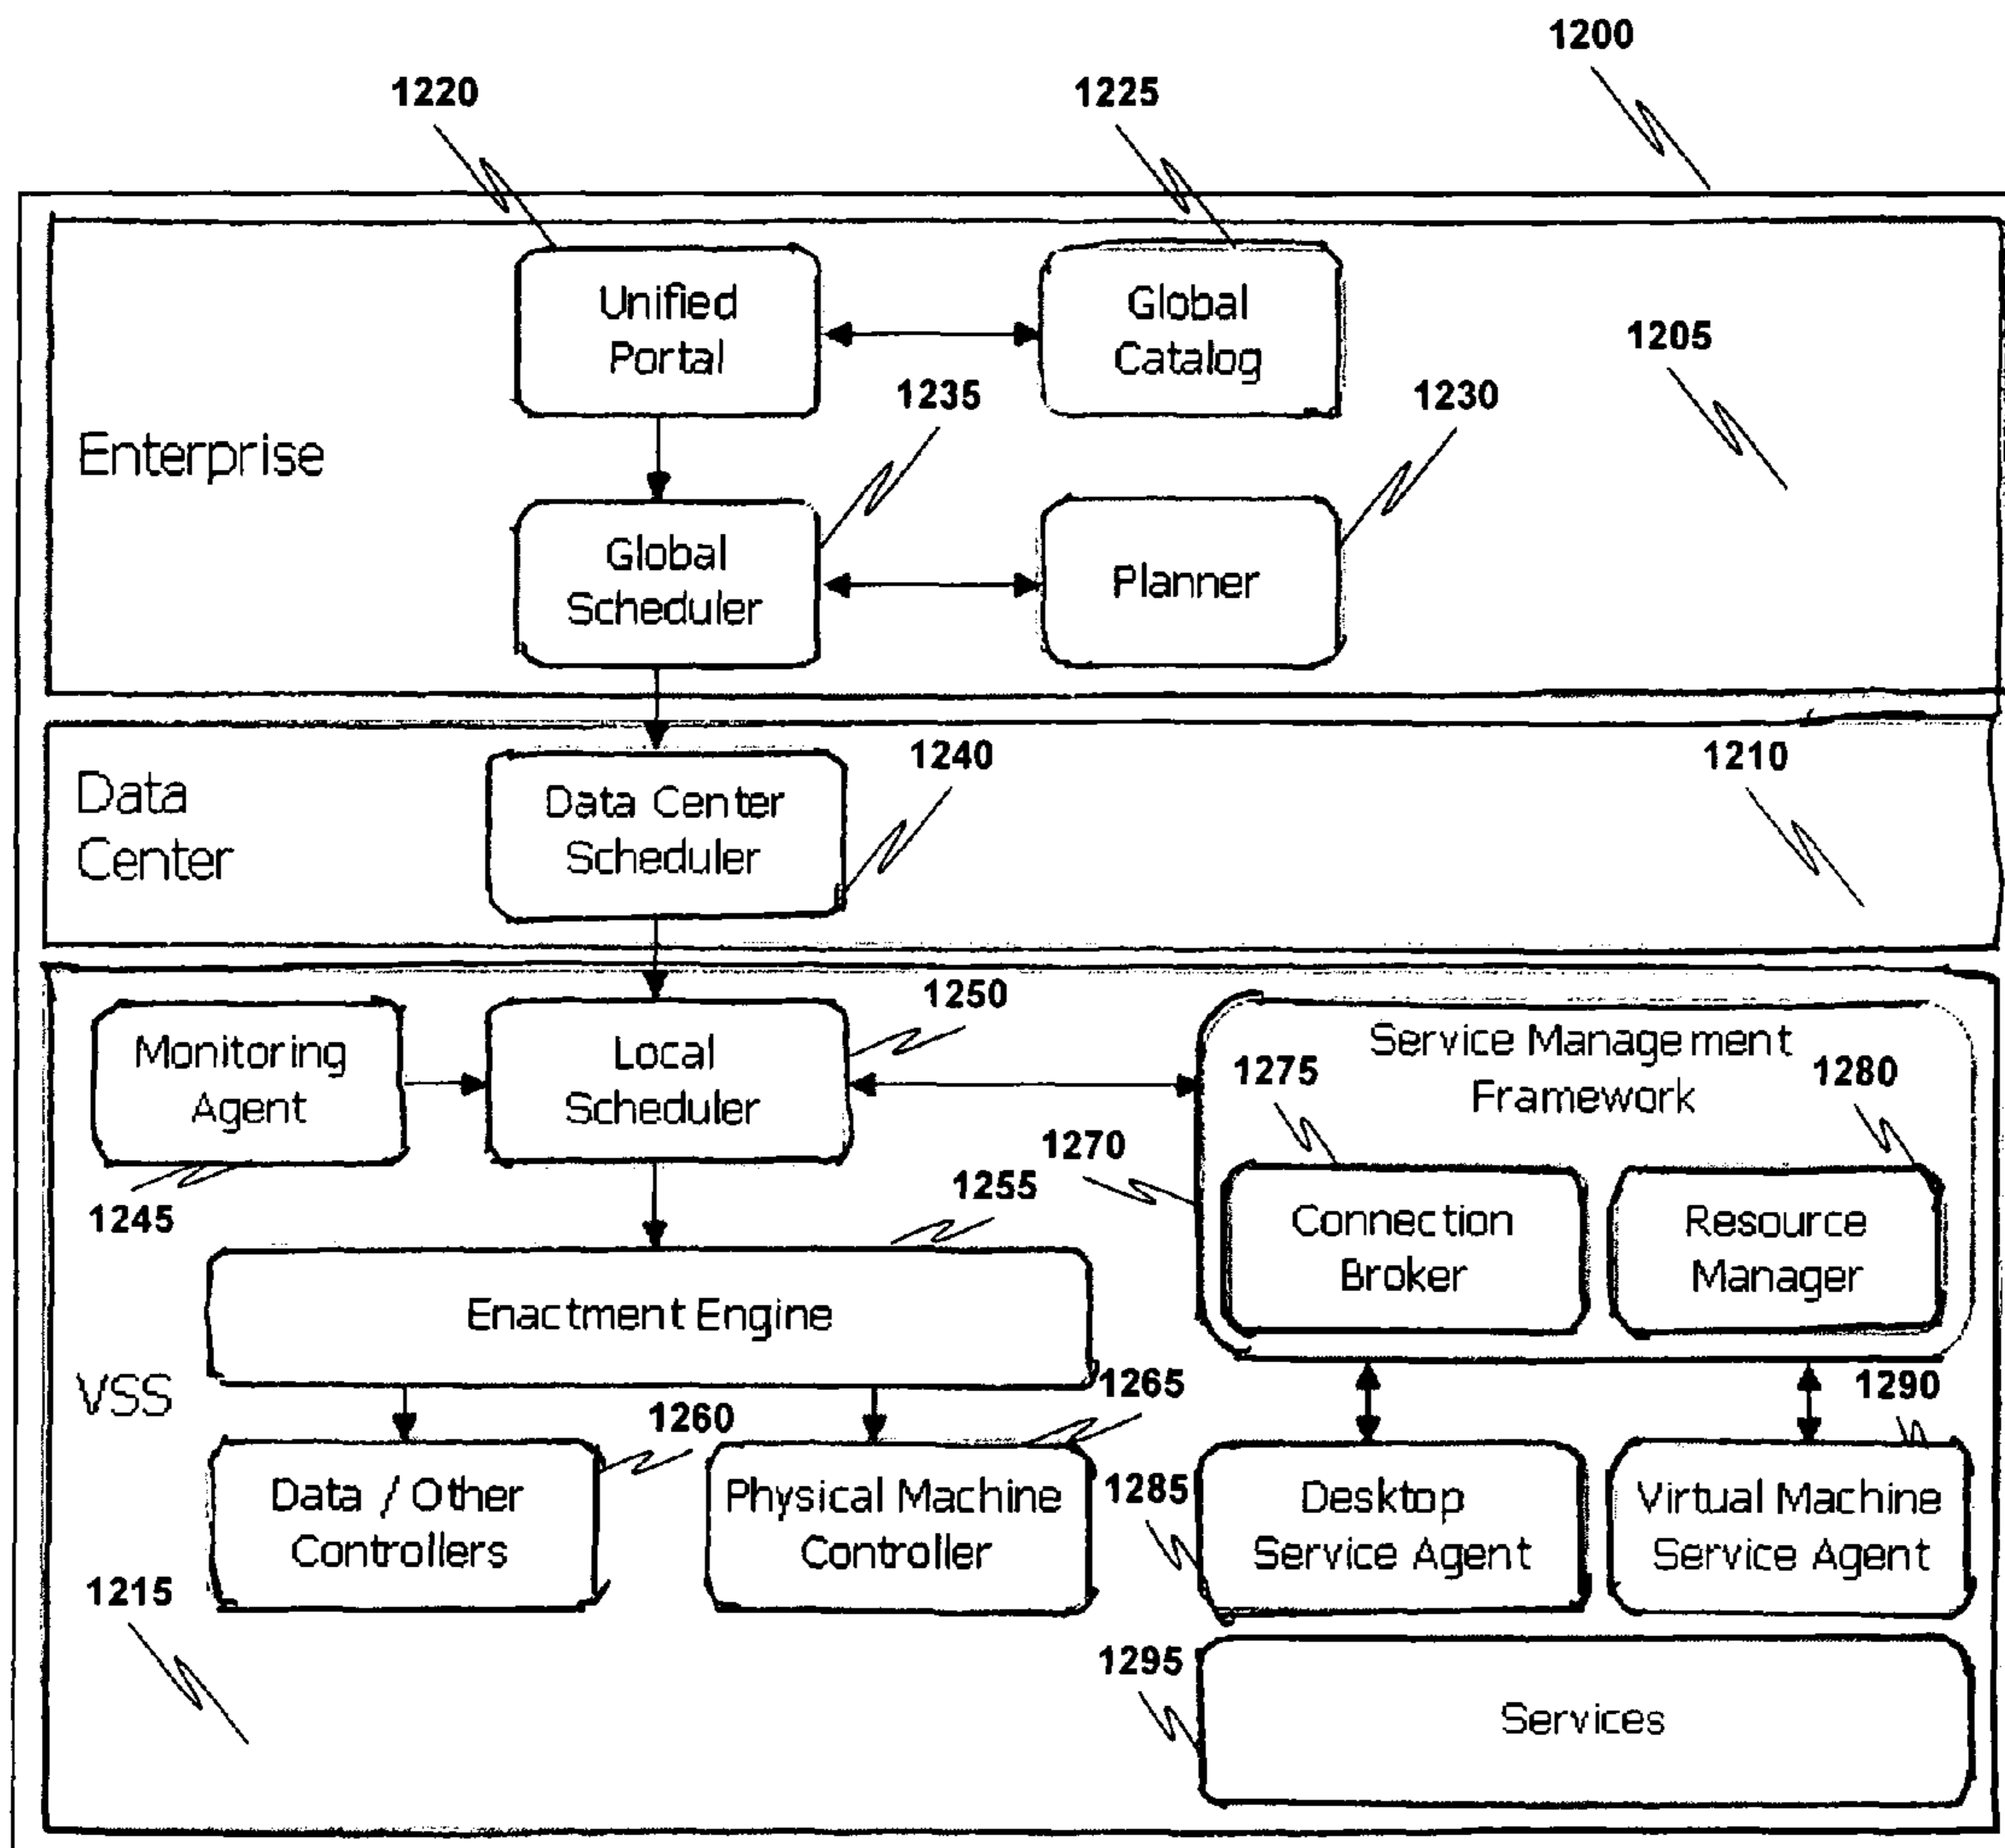 1200
1220
1225
Unified
Portal
Global
Catalog
1205
1235
1230
Enterprise
Global
Scheduler
Planner
1240
1210
Data
Center
Data Center
Scheduler
1250
Monitoring
Agent
Local
Scheduler
Service Management
Framework
1275
1280
1270
1245
1255
Connection
Broker
Resource
Manager
Enactment Engine
VSS
1260
1265
1290
Data / Other
Controllers
Physical Machine
Controller
1285
Desktop
Service Agent
Virtual Machine
Service Agent
1215
1295
Services